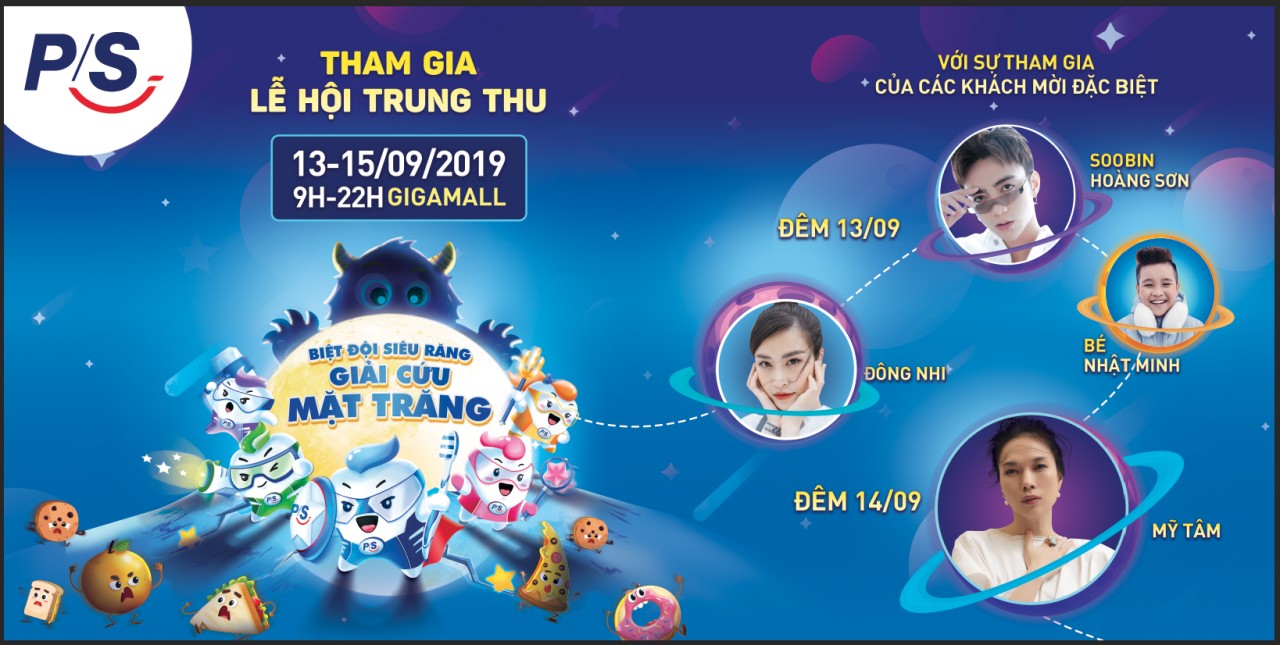 P/S
THAM GIA
LỄ HỘI TRUNG THU
13-15/09/2019
9H-22H GIGAMALL
BIỆT ĐỘI SIÊU RĂNG
GIẢI CỨU
MẶT TRĂNG
P/S
P/S
P/S
P/S
P/S
VỚI SỰ THAM GIA
CỦA CÁC KHÁCH MỜI ĐẶC BIỆT
SOOBIN
HOÀNG SƠN
ĐÊM 13/09
BÉ
NHẬT MINH
ĐÔNG NHI
ĐÊM 14/09
MỸ TÂM